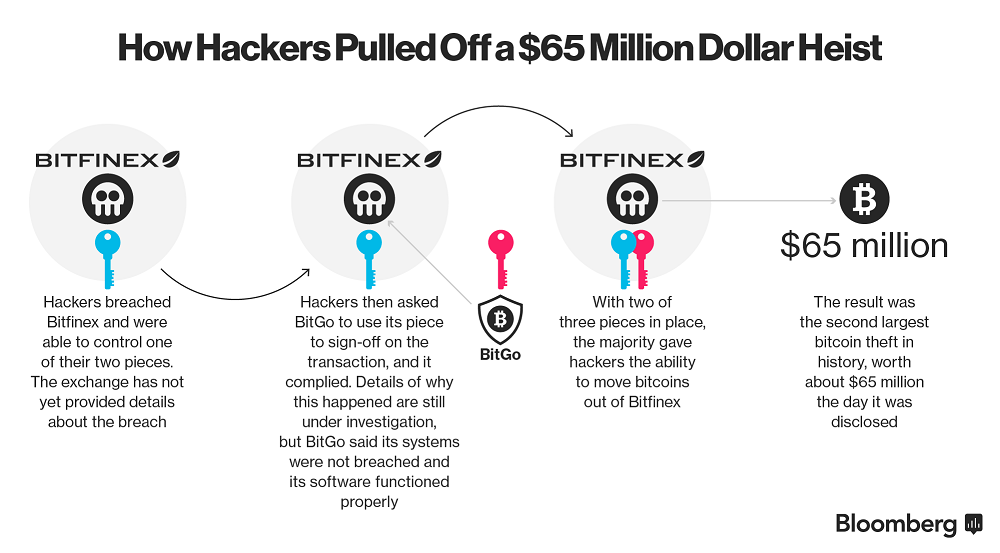 How Hackers Pulled Off a $65 Million Dollar Heist
BITFINEX
Hackers breached
Bitfinex and were
able to control one
of their two pieces.
The exchange has not
yet provided details
about the breach
BITFINEX
Hackers then asked
BitGo to use its piece
to sign-off on the
transaction, and it
complied. Details of why
this happened are still
under investigation,
but BitGo said its systems
were not breached and
its software functioned
properly
BitGo
BITFINEX
With two of
three pieces in place,
the majority gave
hackers the ability
to move bitcoins
out of Bitfinex
$65 million
The result was
the second largest
bitcoin theft in
history, worth
about $65 million
the day it was
disclosed
Bloomberg